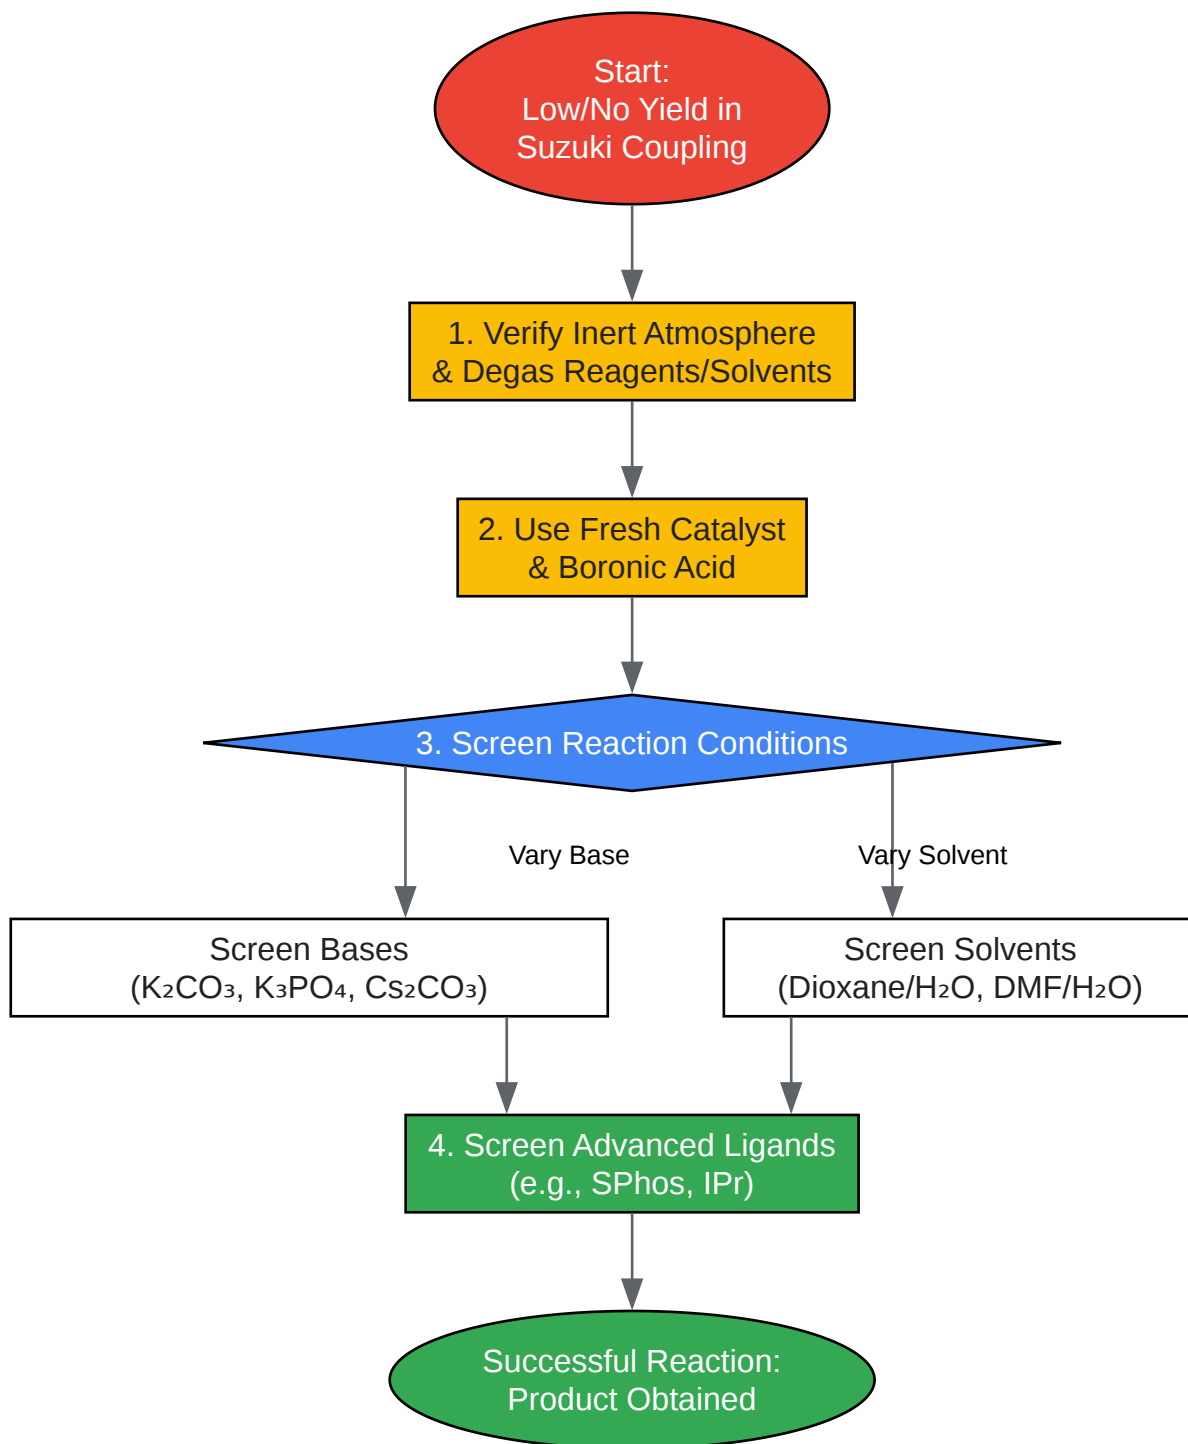 Start:
Low/No Yield in
Suzuki Coupling
1. Verify Inert Atmosphere
& Degas Reagents/Solvents
2. Use Fresh Catalyst
& Boronic Acid
3. Screen Reaction Conditions
Vary Base
Vary Solvent
Screen Bases
(K₂CO₃, K₃PO₄, Cs₂CO₃)
Screen Solvents
(Dioxane/H₂O, DMF/H₂O)
4. Screen Advanced Ligands
(e.g., SPhos, IPr)
Successful Reaction:
Product Obtained